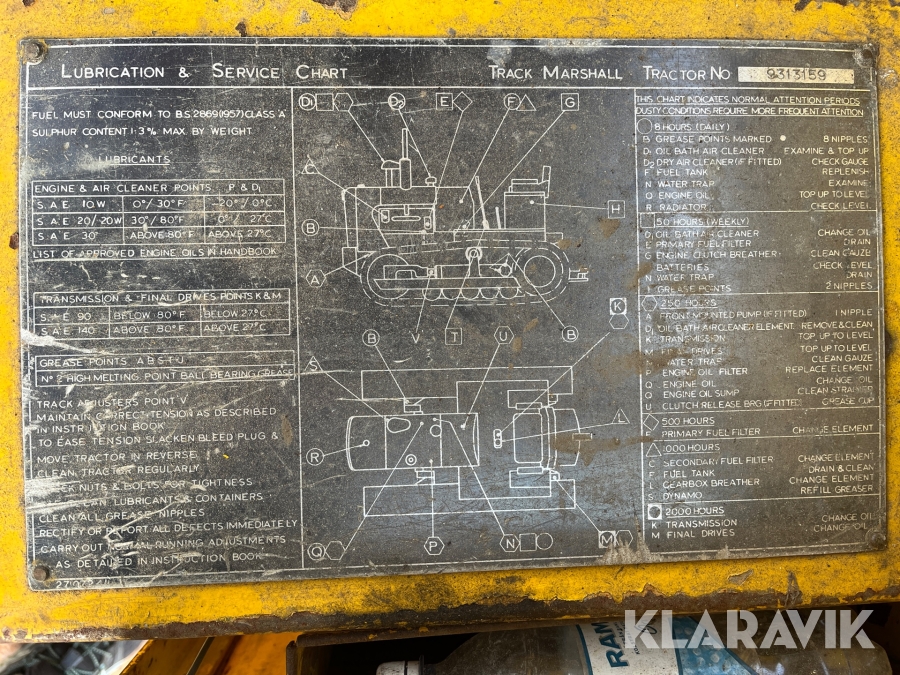 LUBRICATION & SERVICE CHART TRACK MARSHALL TRACTOR NO 9313159
FUEL MUST CONFORM TO B.S. 2869(1957)CLASS A
SULPHUR CONTENT 1·3% MAX. BY WEIGHT
LUBRICANTS
ENGINE & AIR CLEANER POINTS P & D1
S.A.E 10W 0°/30°F -20°/0°C
S.A.E 20/20W 30°/80°F 0°/27°C
S.A.E 30° ABOVE 80°F ABOVE 27°C
LIST OF APPROVED ENGINE OILS IN HANDBOOK
TRANSMISSION & FINAL DRIVES POINTS K & M
S.A.E 90 BELOW 80°F BELOW 27°C
S.A.E 140 ABOVE 80°F ABOVE 27°C
GREASE POINTS A.B.S.T.U
No 2 HIGH MELTING POINT BALL BEARING GREASE
TRACK ADJUSTERS POINT V
MAINTAIN CORRECT TENSION AS DESCRIBED
IN INSTRUCTION BOOK
TO EASE TENSION SLACKEN BLEED PLUG &
MOVE TRACTOR IN REVERSE
CLEAN TRACTOR REGULARLY
NUTS & BOLTS FOR TIGHTNESS
LUBRICANTS & CONTAINERS
CLEAN ALL GREASE NIPPLES
RECTIFY OR REPORT ALL DEFECTS IMMEDIATELY
CARRY OUT NORMAL RUNNING ADJUSTMENTS
AS DETAILED IN INSTRUCTION BOOK
D1 D2 E F G
C
B
A
H
K
B V T U B
S
R
L
Q P N M
THIS CHART INDICATES NORMAL ATTENTION PERIODS
DUSTY CONDITIONS REQUIRE MORE FREQUENT ATTENTION
8 HOURS (DAILY)
B GREASE POINTS MARKED 8 NIPPLES
D1 OIL BATH AIR CLEANER EXAMINE & TOP UP
D2 DRY AIR CLEANER (IF FITTED) CHECK GAUGE
F FUEL TANK REPLENISH
N WATER TRAP EXAMINE
Q ENGINE OIL TOP UP LEVEL
R RADIATOR CHECK LEVEL
50 HOURS (WEEKLY)
D1 OIL BATH AIR CLEANER CHANGE OIL
E PRIMARY FUEL FILTER DRAIN
G ENGINE CLUTCH BREATHER CLEAN GAUZE
BATTERIES CHECK LEVEL
N WATER TRAP DRAIN
GREASE POINTS 2 NIPPLES
250 HOURS
A FRONT MOUNTED PUMP (IF FITTED) 1 NIPPLE
D1 OIL BATH AIR CLEANER ELEMENT REMOVE & CLEAN
K TRANSMISSION TOP UP TO LEVEL
M FINAL DRIVES TOP UP TO LEVEL
WATER TRAP CLEAN GAUZE
P ENGINE OIL FILTER REPLACE ELEMENT
Q ENGINE OIL CHANGE OIL
Q ENGINE OIL SUMP CLEAN STRAINER
U CLUTCH RELEASE BRG (IF FITTED) GREASE CUP
500 HOURS
PRIMARY FUEL FILTER CHANGE ELEMENT
1000 HOURS
C SECONDARY FUEL FILTER CHANGE ELEMENT
F FUEL TANK DRAIN & CLEAN
L GEARBOX BREATHER CHANGE ELEMENT
S DYNAMO REFILL GREASER
2000 HOURS
K TRANSMISSION CHANGE OIL
M FINAL DRIVES CHANGE OIL
KLARAVIK